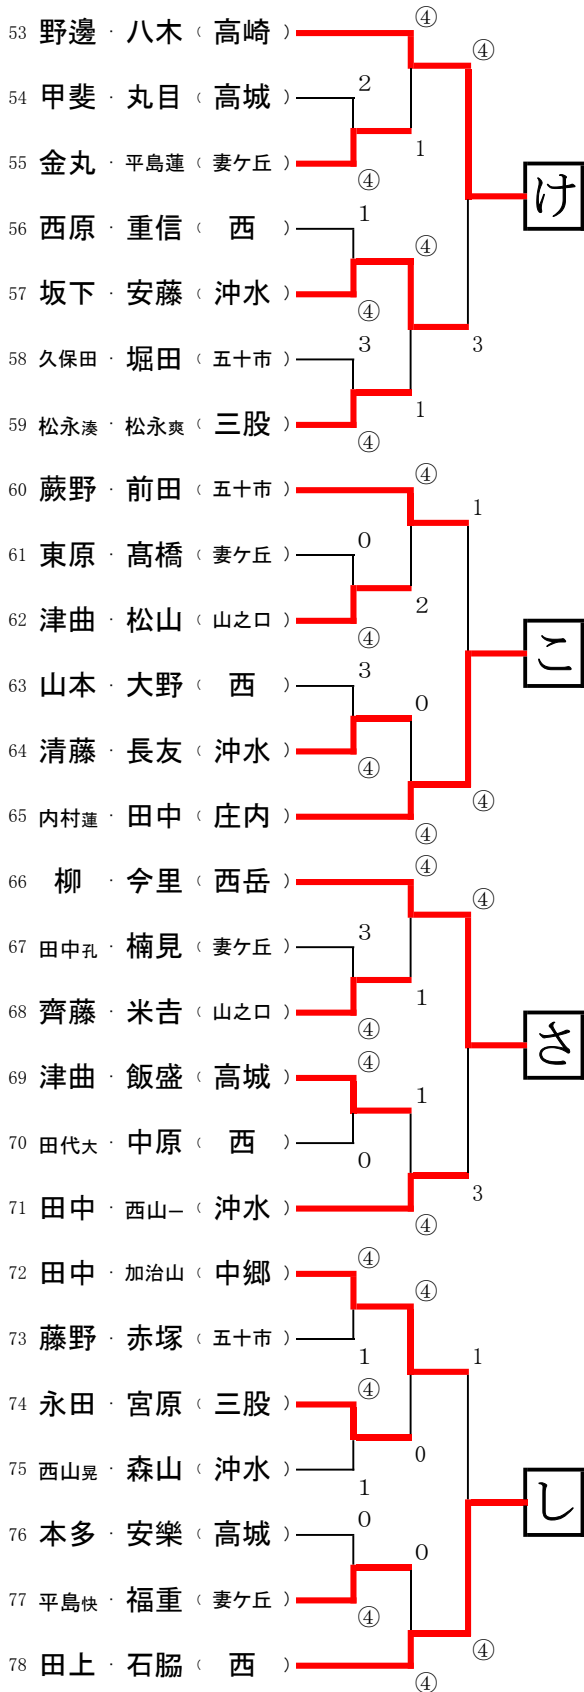 53 野邊 ・ 八木 （ 高崎 ）
④
④
54 甲斐 ・ 丸目 （ 高城 ）
2
1
55 金丸 ・ 平島蓮 （ 妻ケ丘 ）
④
け
56 西原 ・ 重信 （ 西 ）
1
④
57 坂下 ・ 安藤 （ 沖水 ）
④
3
58 久保田 ・ 堀田 （ 五十市 ）
3
1
59 松永湊 ・ 松永爽 （ 三股 ）
④
60 蕨野 ・ 前田 （ 五十市 ）
④
1
61 東原 ・ 髙橋 （ 妻ケ丘 ）
0
2
62 津曲 ・ 松山 （ 山之口 ）
④
こ
63 山本 ・ 大野 （ 西 ）
3
0
64 清藤 ・ 長友 （ 沖水 ）
④
④
65 内村蓮 ・ 田中 （ 庄内 ）
④
66 柳 ・ 今里 （ 西岳 ）
④
④
67 田中孔 ・ 楠見 （ 妻ケ丘 ）
3
1
68 齊藤 ・ 米𠮷 （ 山之口 ）
④
さ
69 津曲 ・ 飯盛 （ 高城 ）
④
1
70 田代大 ・ 中原 （ 西 ）
0
3
71 田中 ・ 西山一 （ 沖水 ）
④
72 田中 ・ 加治山 （ 中郷 ）
④
④
73 藤野 ・ 赤塚 （ 五十市 ）
1
1
74 永田 ・ 宮原 （ 三股 ）
④
0
75 西山晃 ・ 森山 （ 沖水 ）
1
し
76 本多 ・ 安樂 （ 高城 ）
0
0
77 平島快 ・ 福重 （ 妻ケ丘 ）
④
④
78 田上 ・ 石脇 （ 西 ）
④